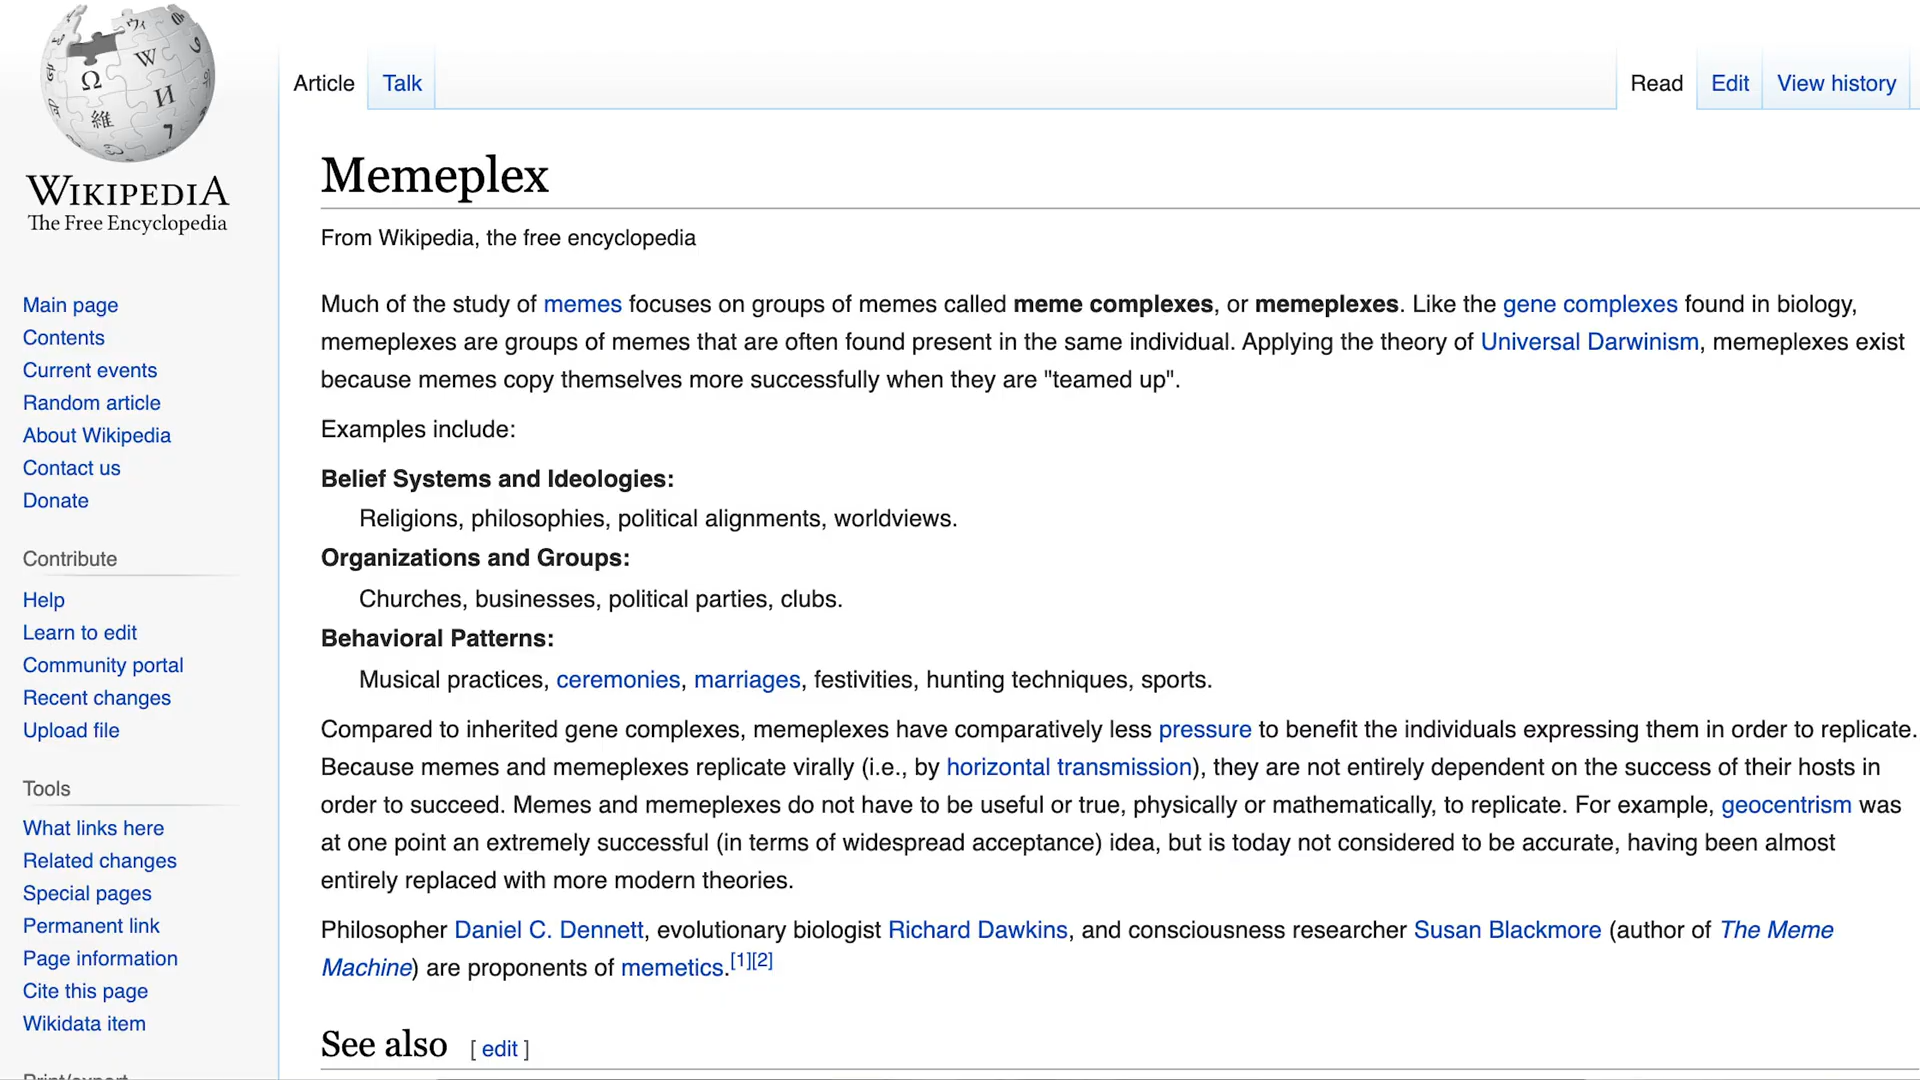 Ω W И 維 ウィ 7
WIKIPEDIA
The Free Encyclopedia
Article Talk Read Edit View history
Main page
Contents
Current events
Random article
About Wikipedia
Contact us
Donate
Contribute
Help
Learn to edit
Community portal
Recent changes
Upload file
Tools
What links here
Related changes
Special pages
Permanent link
Page information
Cite this page
Wikidata item
Print/export
Memeplex
From Wikipedia, the free encyclopedia
Much of the study of memes focuses on groups of memes called meme complexes, or memeplexes. Like the gene complexes found in biology,
memeplexes are groups of memes that are often found present in the same individual. Applying the theory of Universal Darwinism, memeplexes exist
because memes copy themselves more successfully when they are "teamed up".
Examples include:
Belief Systems and Ideologies:
Religions, philosophies, political alignments, worldviews.
Organizations and Groups:
Churches, businesses, political parties, clubs.
Behavioral Patterns:
Musical practices, ceremonies, marriages, festivities, hunting techniques, sports.
Compared to inherited gene complexes, memeplexes have comparatively less pressure to benefit the individuals expressing them in order to replicate.
Because memes and memeplexes replicate virally (i.e., by horizontal transmission), they are not entirely dependent on the success of their hosts in
order to succeed. Memes and memeplexes do not have to be useful or true, physically or mathematically, to replicate. For example, geocentrism was
at one point an extremely successful (in terms of widespread acceptance) idea, but is today not considered to be accurate, having been almost
entirely replaced with more modern theories.
Philosopher Daniel C. Dennett, evolutionary biologist Richard Dawkins, and consciousness researcher Susan Blackmore (author of The Meme
Machine) are proponents of memetics.[1][2]
See also [ edit ]